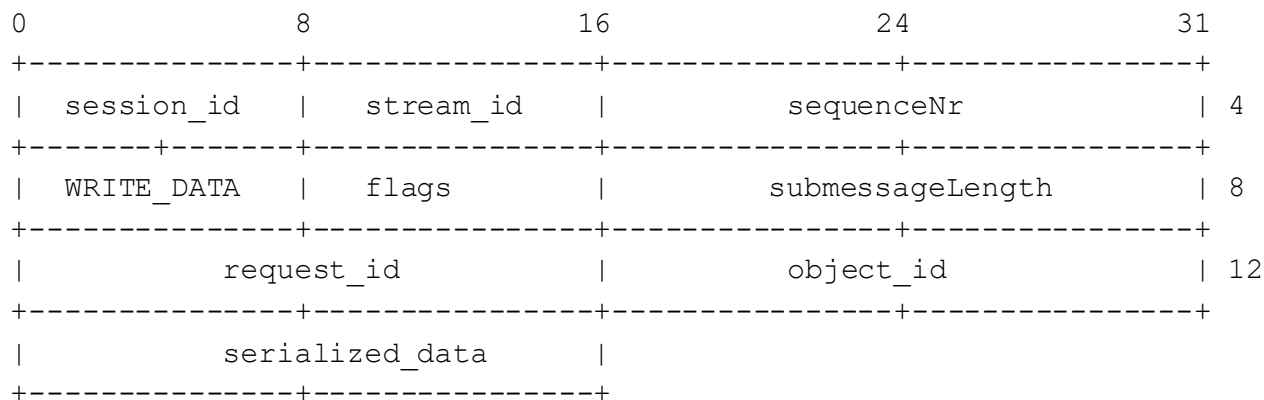 0               8               16              24              31
+---------------+---------------+---------------+---------------+
|  session_id   |   stream_id   |          sequenceNr           | 4
+-------+-------+---------------+---------------+---------------+
|  WRITE_DATA   |   flags       |         submessageLength      | 8
+---------------+---------------+---------------+---------------+
|           request_id          |          object_id            | 12
+---------------+---------------+---------------+---------------+
|           serialized_data     |
+---------------+---------------+